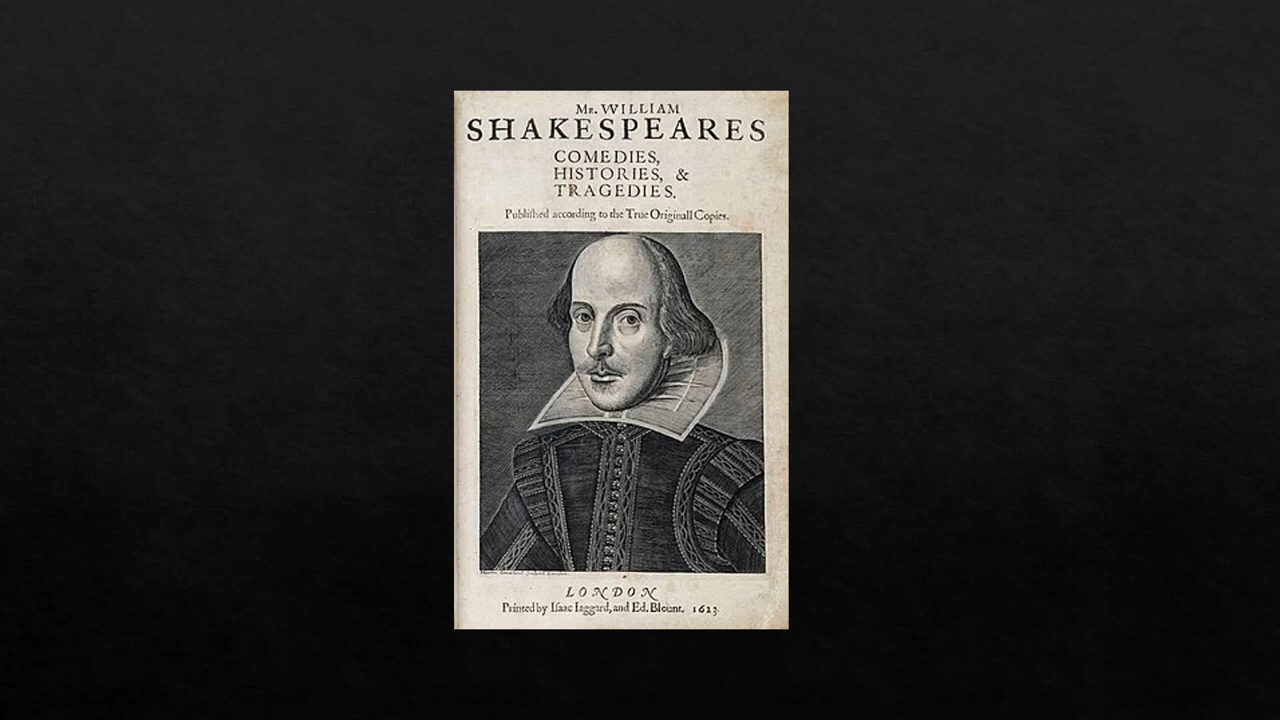 Mr. WILLIAM
SHAKESPEARES
COMEDIES,
HISTORIES, &
TRAGEDIES.
Publiſhed according to the True Originall Copies.
LONDON
Printed by Iſaac Iaggard, and Ed. Blount. 1623.